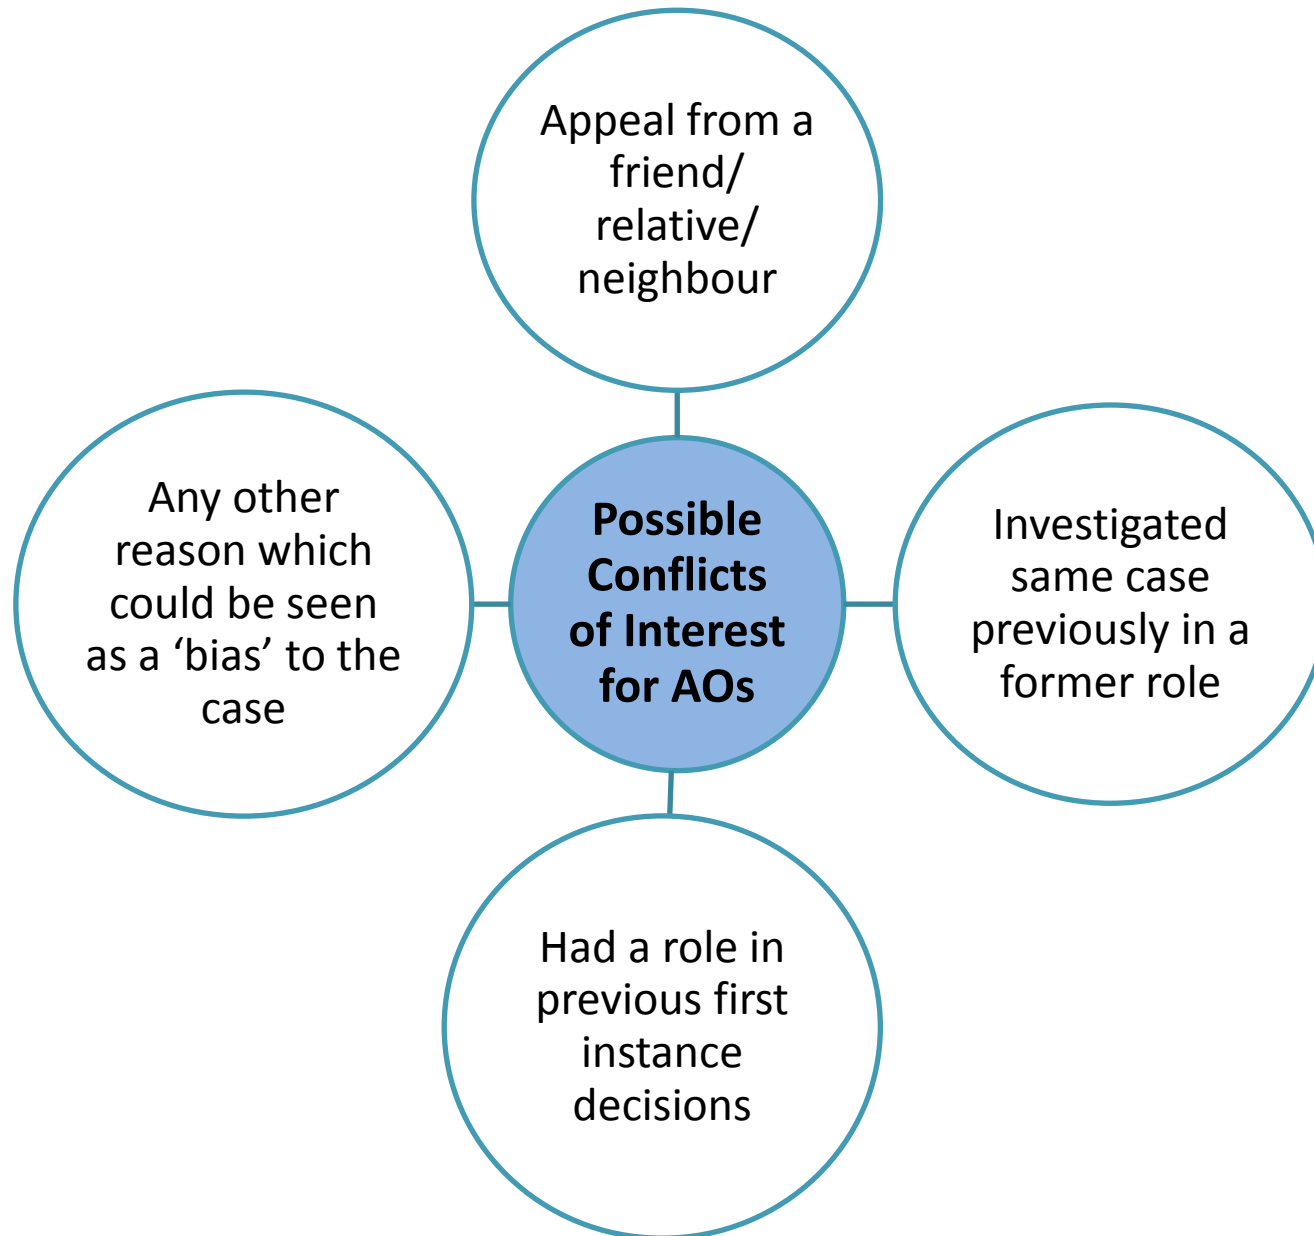 Appeal from a
friend/
relative/
neighbour
Any other
reason which
could be seen
as a ‘bias’ to the
case
Possible
Conflicts
of Interest
for AOs
Investigated
same case
previously in a
former role
Had a role in
previous first
instance
decisions